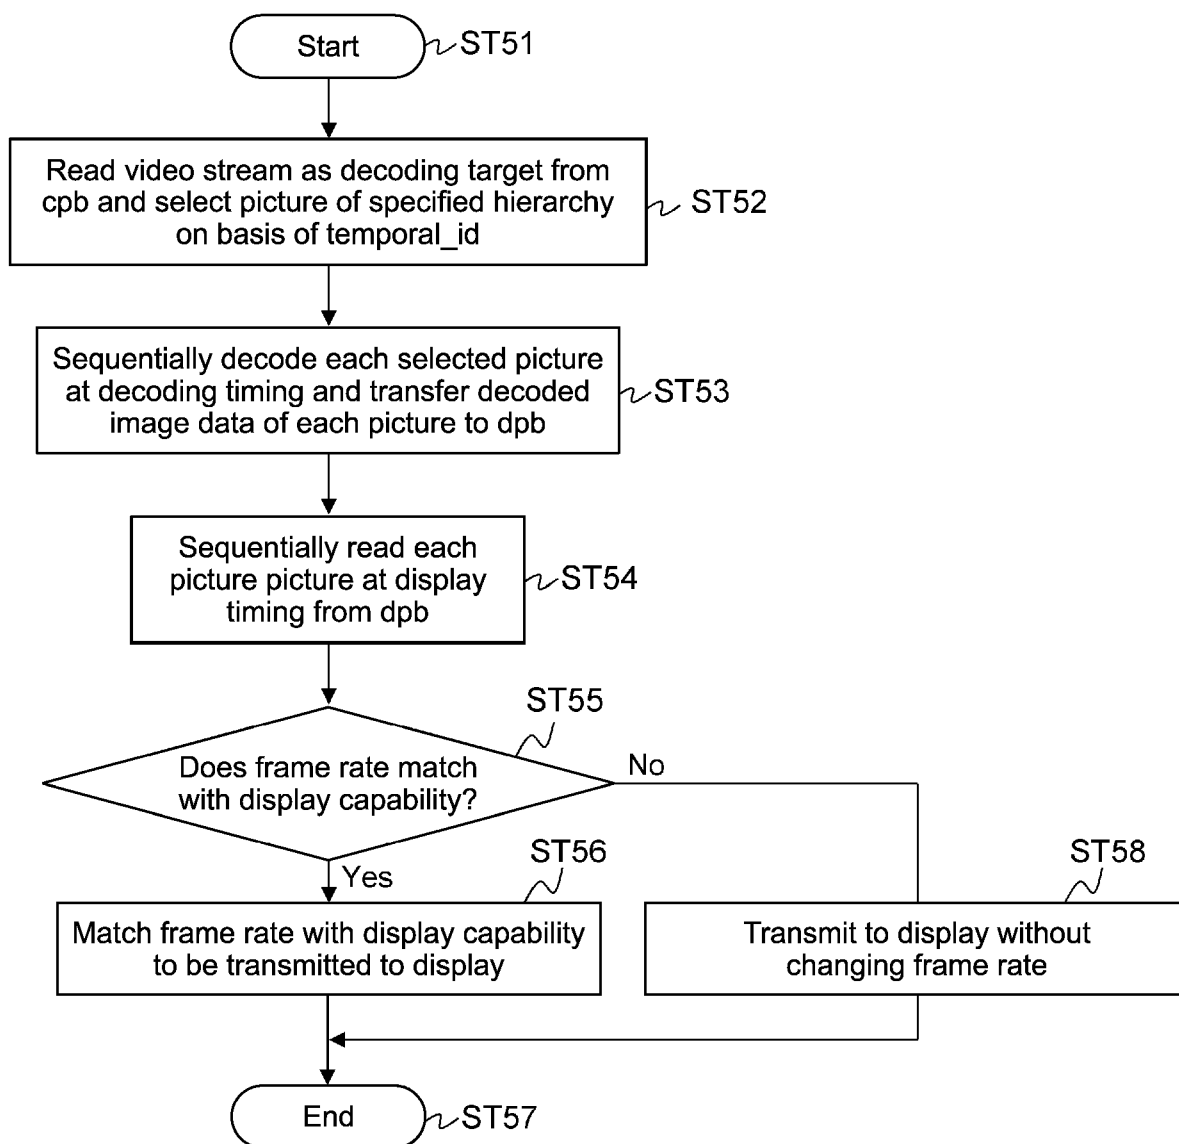 Start
ST51
Read video stream as decoding target from
cpb and select picture of specified hierarchy
on basis of temporal_id
ST52
Sequentially decode each selected picture
at decoding timing and transfer decoded
image data of each picture to dpb
ST53
Sequentially read each
picture picture at display
timing from dpb
ST54
ST55
Does frame rate match
with display capability?
No
Yes
ST56
Match frame rate with display capability
to be transmitted to display
ST58
Transmit to display without
changing frame rate
End
ST57